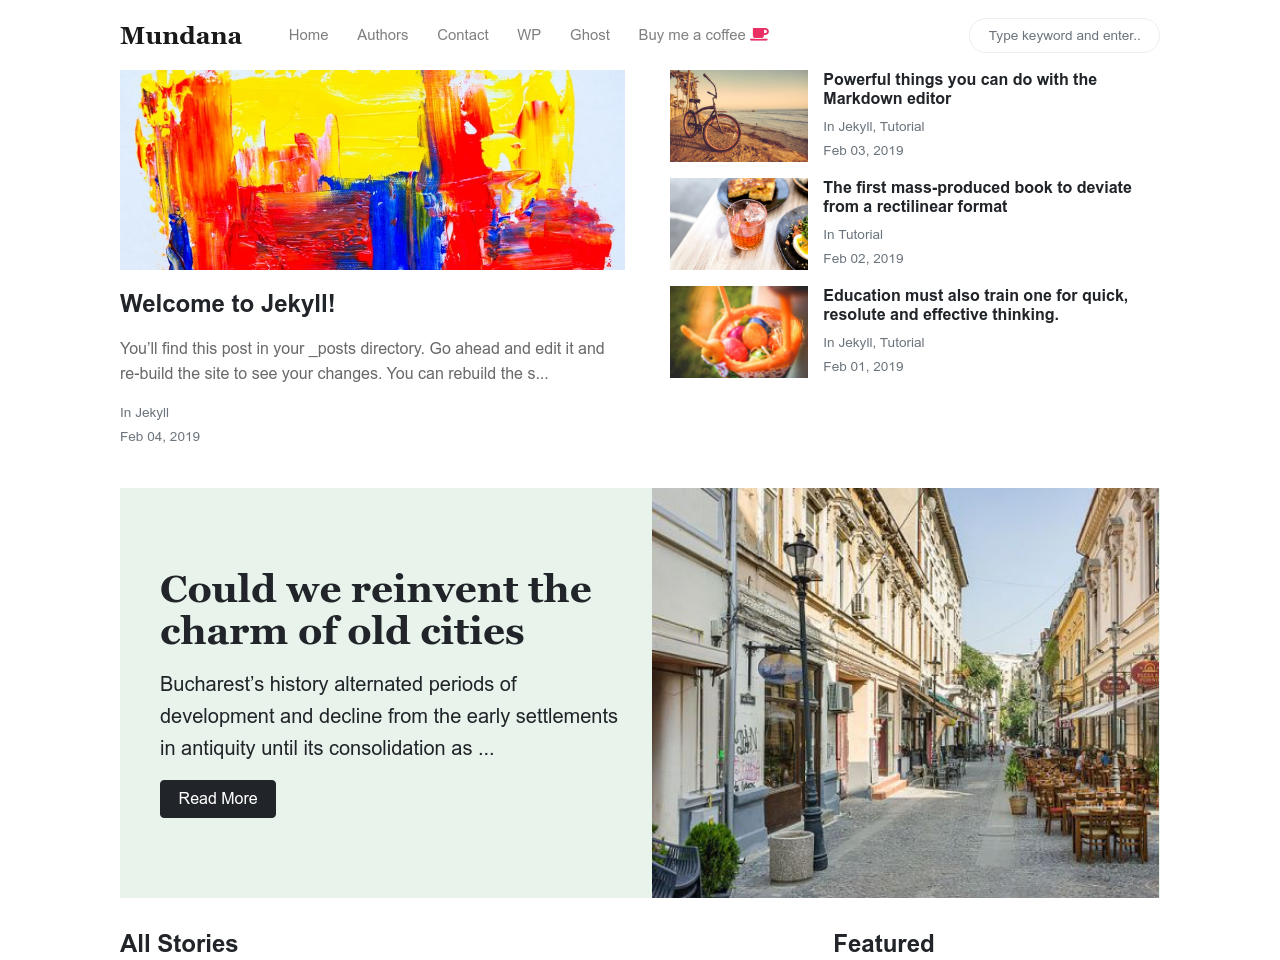 Mundana
Home
Authors
Contact
WP
Ghost
Buy me a coffee
Type keyword and enter..
Welcome to Jekyll!
You’ll find this post in your _posts directory. Go ahead and edit it and
re-build the site to see your changes. You can rebuild the s...
In Jekyll
Feb 04, 2019
Powerful things you can do with the
Markdown editor
In Jekyll, Tutorial
Feb 03, 2019
The first mass-produced book to deviate
from a rectilinear format
In Tutorial
Feb 02, 2019
Education must also train one for quick,
resolute and effective thinking.
In Jekyll, Tutorial
Feb 01, 2019
Could we reinvent the
charm of old cities
Bucharest’s history alternated periods of
development and decline from the early settlements
in antiquity until its consolidation as ...
Read More
All Stories
Featured